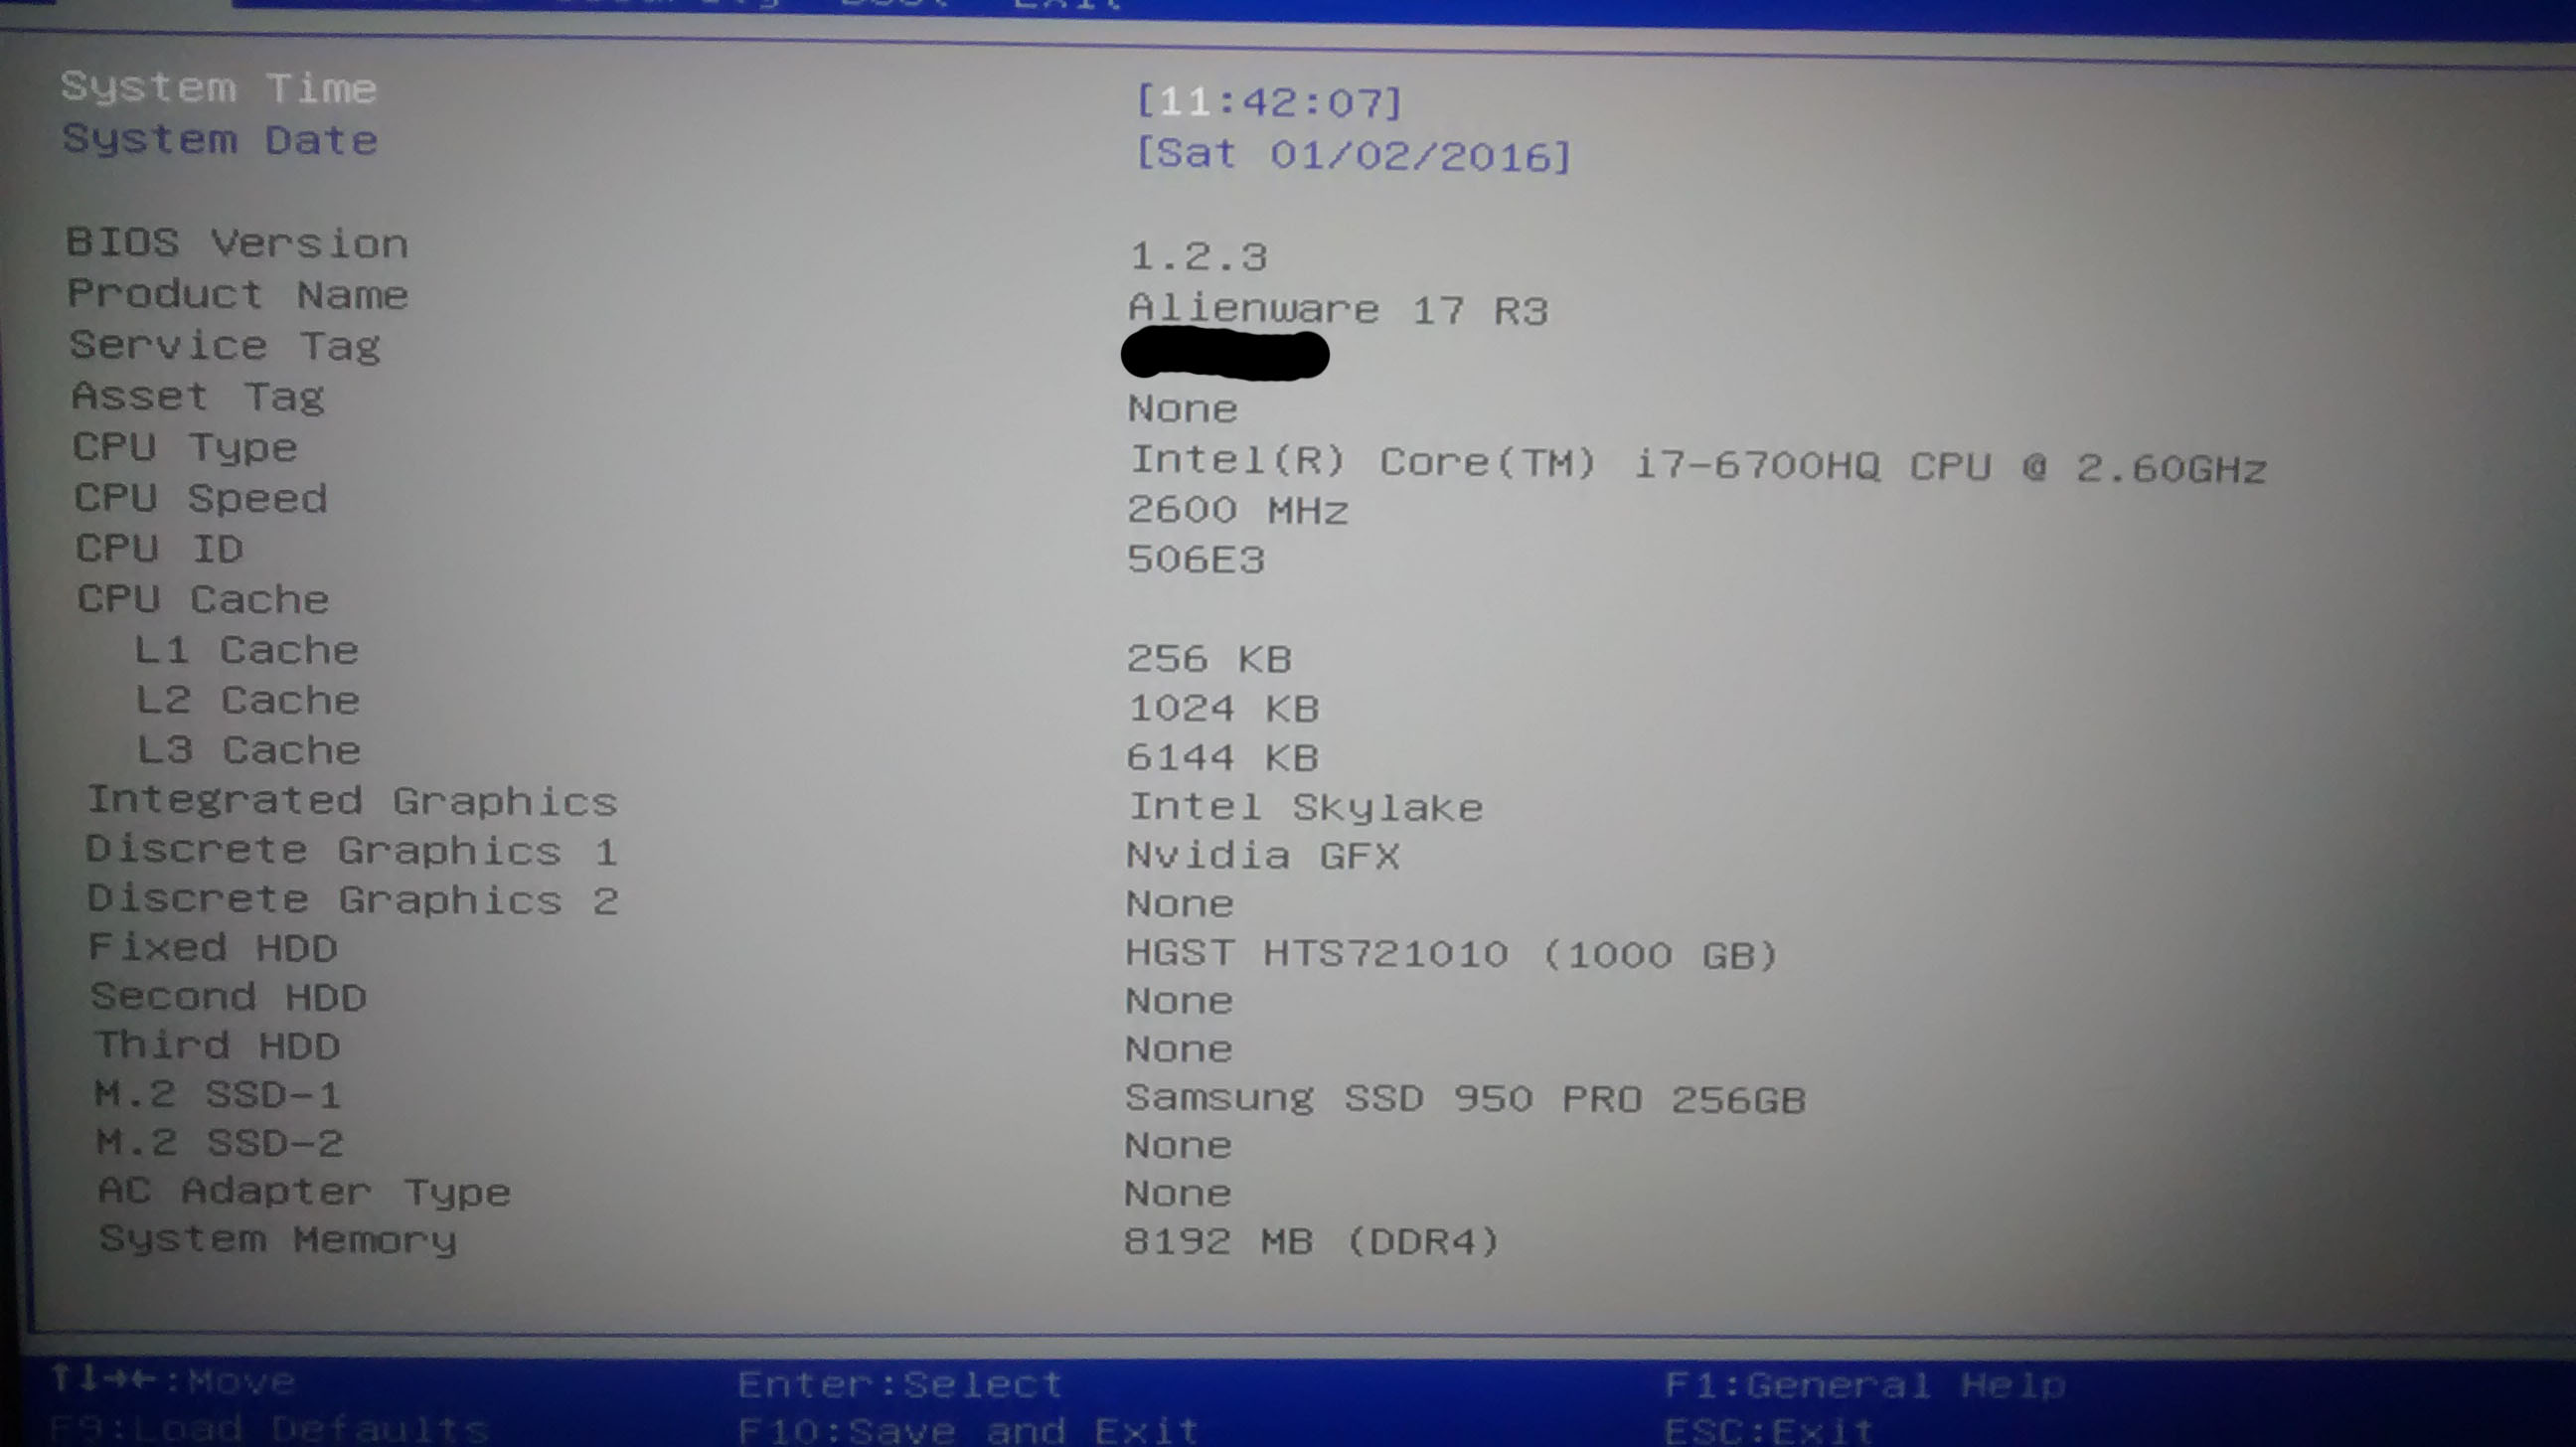 Boot Exit
System Time [11:42:07]
System Date [Sat 01/02/2016]
BIOS Version 1.2.3
Product Name Alienware 17 R3
Service Tag
Asset Tag None
CPU Type Intel(R) Core(TM) i7-6700HQ CPU @ 2.60GHz
CPU Speed 2600 MHz
CPU ID 506E3
CPU Cache
L1 Cache 256 KB
L2 Cache 1024 KB
L3 Cache 6144 KB
Integrated Graphics Intel Skylake
Discrete Graphics 1 Nvidia GFX
Discrete Graphics 2 None
Fixed HDD HGST HTS721010 (1000 GB)
Second HDD None
Third HDD None
M.2 SSD-1 Samsung SSD 950 PRO 256GB
M.2 SSD-2 None
AC Adapter Type None
System Memory 8192 MB (DDR4)
↑↓→←:Move Enter:Select F1:General Help
F9:Load Defaults F10:Save and Exit ESC:Exit